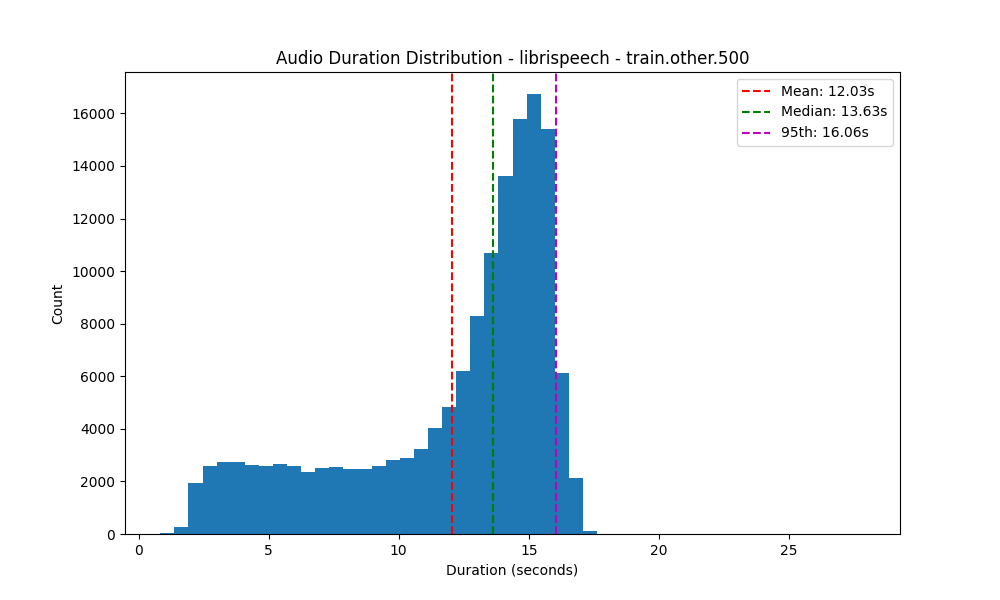 Audio Duration Distribution - librispeech - train.other.500
Mean: 12.03s
Median: 13.63s
95th: 16.06s
Count
16000
14000
12000
10000
8000
6000
4000
2000
0
0 5 10 15 20 25
Duration (seconds)